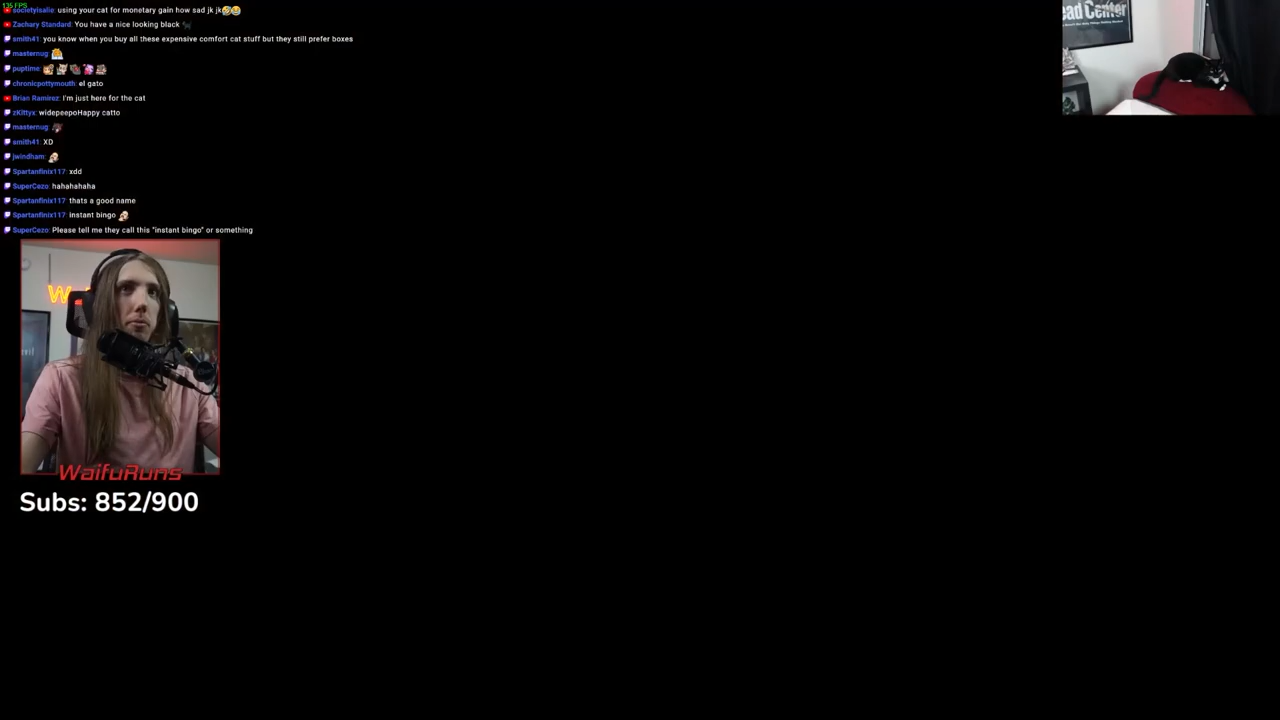 135 FPS
societyisalie: using your cat for monetary gain how sad jk jk🤣😂
Zachary Standard: You have a nice looking black 🐈‍⬛
smith41: you know when you buy all these expensive comfort cat stuff but they still prefer boxes
masternug:
puptime:
chronicpottymouth: el gato
Brian Ramirez: I'm just here for the cat
zKittyx: widepeepoHappy catto
masternug:
smith41: XD
jwindham:
Spartanfinix117: xdd
SuperCezo: hahahahaha
Spartanfinix117: thats a good name
Spartanfinix117: instant bingo
SuperCezo: Please tell me they call this "instant bingo" or something
WaifuRuns
Subs: 852/900
ead Center